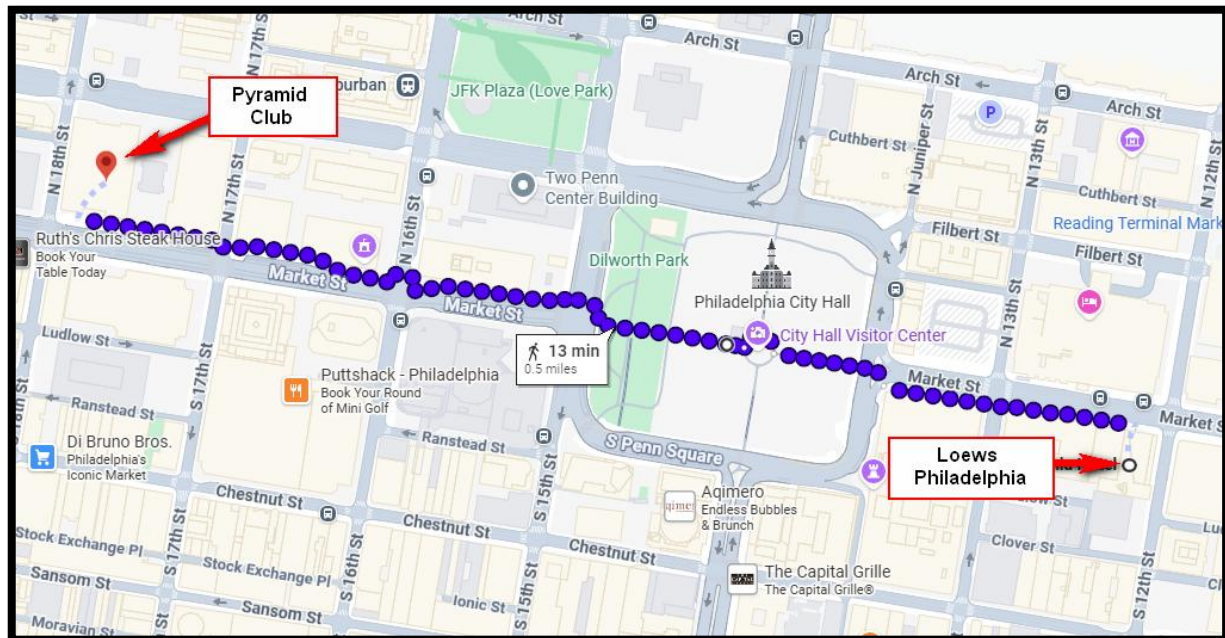 Arch St
Arch St
Arch St
Arch St
N 17th St
burban
JFK Plaza (Love Park)
Pyramid
Club
N 18th St
N 17th St
N 16th St
Two Penn
Center Building
Cuthbert St
N Juniper St
P
N 13th St
Cuthbert St
N 12th St
Reading Terminal Mark
Filbert St
Filbert St
Ruth's Chris Steak House
Book Your
Table Today
Market St
Market St
Dilworth Park
Philadelphia City Hall
City Hall Visitor Center
N 13th St
Market St
Market S
13 min
0.5 miles
Ludlow St
S 17th St
S 18th St
Puttshack - Philadelphia
Book Your Round
of Mini Golf
Ranstead St
Ranstead St
Di Bruno Bros.
Philadelphia's
Iconic Market
S Penn Square
Loews
Philadelphia
Chestnut St
Chestnut St
Chestnut St
S 15th St
S 16th St
S 17th St
Aqimero
Endless Bubbles
& Brunch
Clover St
S 12th St
Stock Exchange Pl
Stock Exchange Pl
Sansom St
Sansom St
Moravian St
Ionic St
The Capital Grille
The Capital Grille®